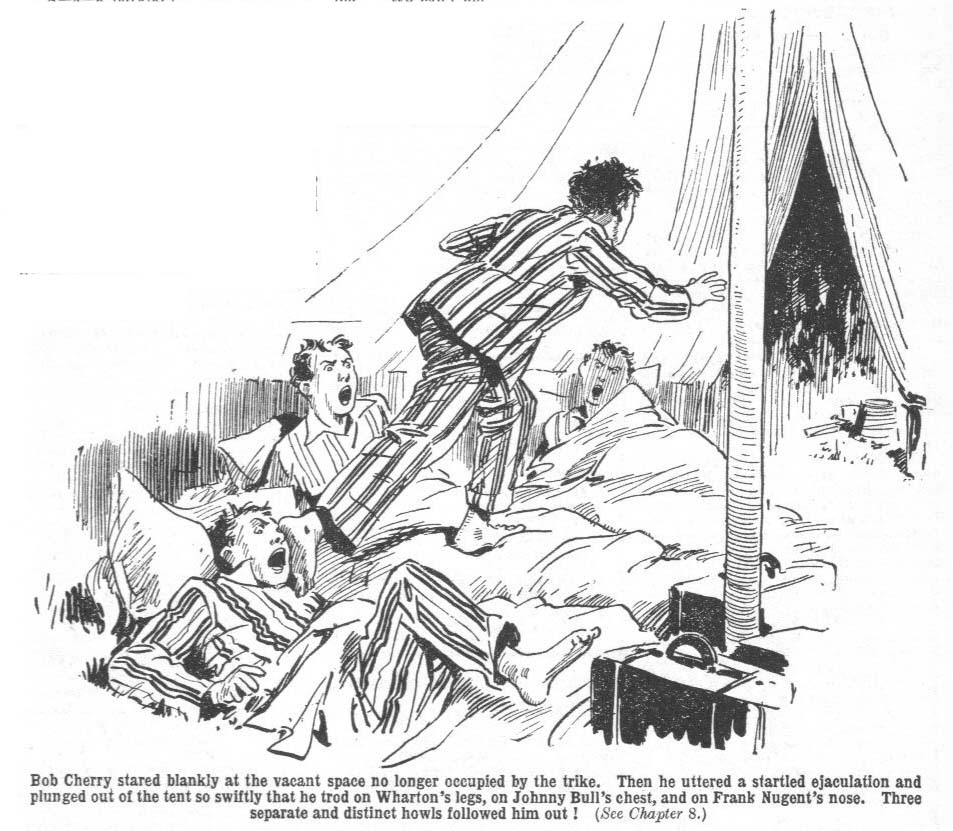 Bob Cherry stared blankly at the vacant space no longer occupied by the trike. Then he uttered a startled ejaculation and
plunged out of the tent so swiftly that he trod on Wharton's legs, on Johnny Bull's chest, and on Frank Nugent's nose. Three
separate and distinct howls followed him out ! (See Chapter 8.)